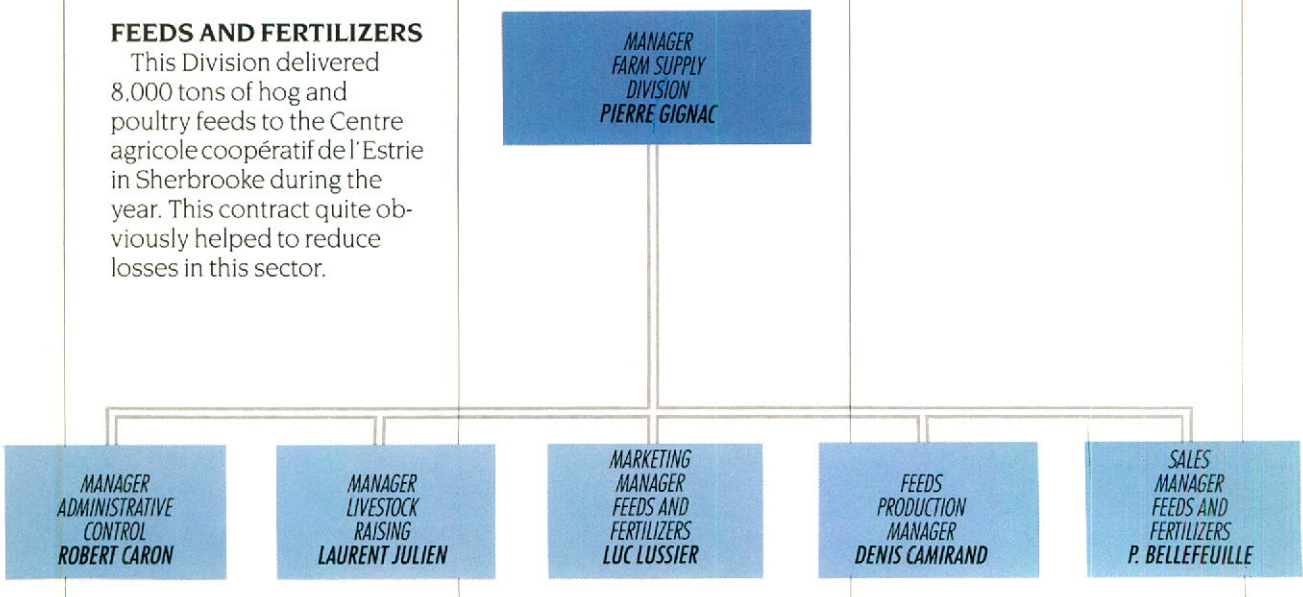 FEEDS AND FERTILIZERS
This Division delivered
8,000 tons of hog and
poultry feeds to the Centre
agricole coopératif de l'Estrie
in Sherbrooke during the
year. This contract quite ob-
viously helped to reduce
losses in this sector.
MANAGER
FARM SUPPLY
DIVISION
PIERRE GIGNAC
MANAGER
ADMINISTRATIVE
CONTROL
ROBERT CARON
MANAGER
LIVESTOCK
RAISING
LAURENT JULIEN
MARKETING
MANAGER
FEEDS AND
FERTILIZERS
LUC LUSSIER
FEEDS
PRODUCTION
MANAGER
DENIS CAMIRAND
SALES
MANAGER
FEEDS AND
FERTILIZERS
P. BELLEFEUILLE